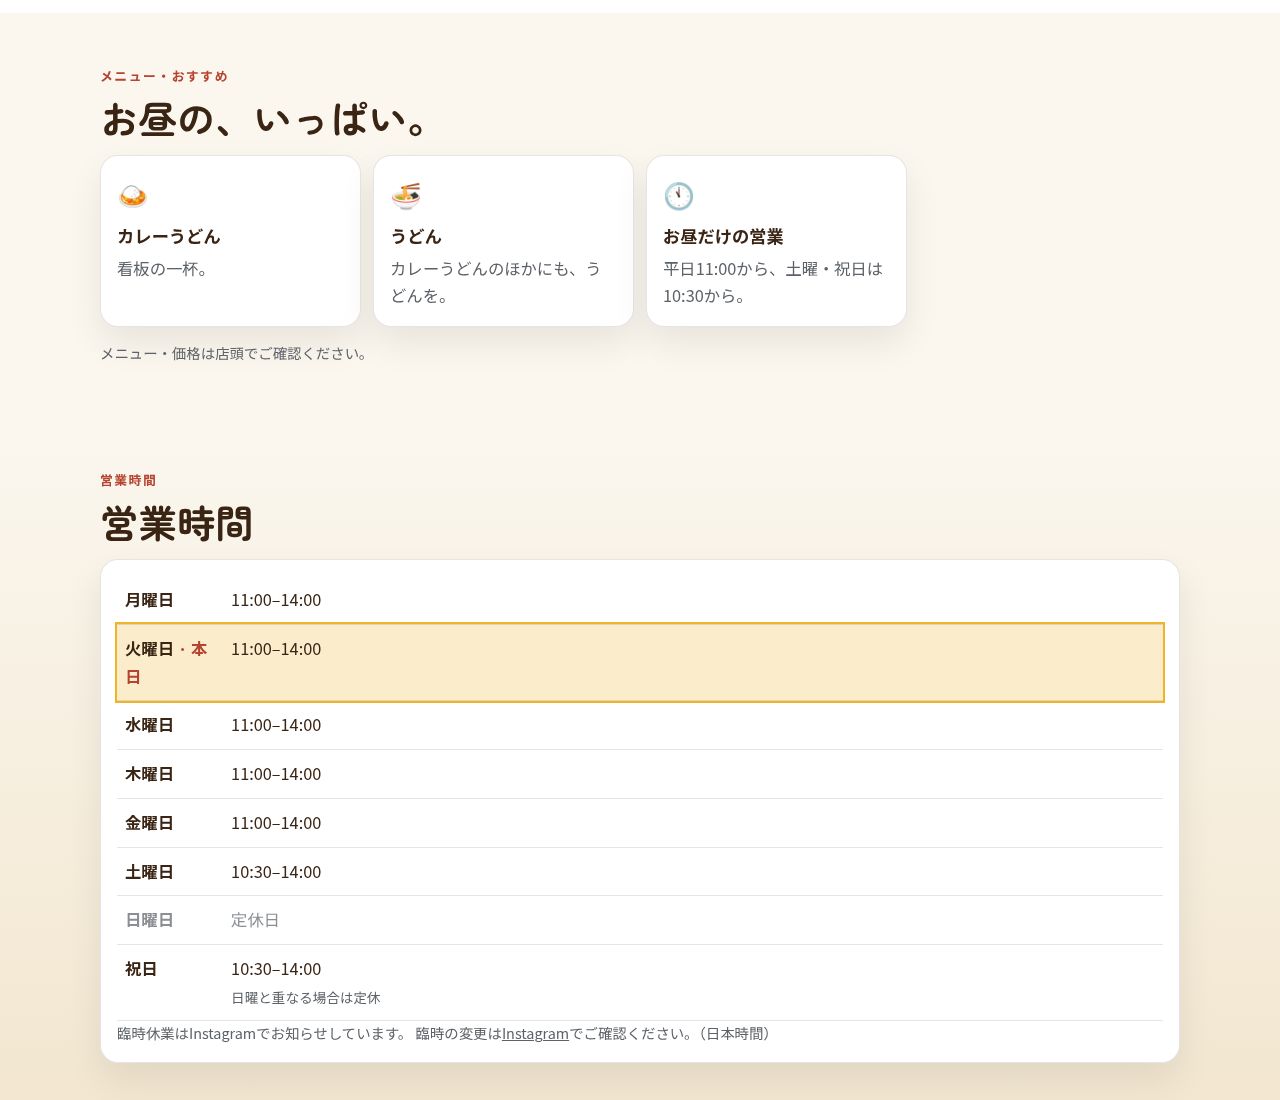 メニュー・おすすめ
お昼の、いっぱい。
カレーうどん
看板の一杯。
うどん
カレーうどんのほかにも、う
どんを。
お昼だけの営業
平日11:00から、土曜・祝日は
10:30から。
メニュー・価格は店頭でご確認ください。
営業時間
営業時間
月曜日 11:00–14:00
火曜日 · 本 11:00–14:00
日
水曜日 11:00–14:00
木曜日 11:00–14:00
金曜日 11:00–14:00
土曜日 10:30–14:00
日曜日 定休日
祝日 10:30–14:00
日曜と重なる場合は定休
臨時休業はInstagramでお知らせしています。 臨時の変更はInstagramでご確認ください。（日本時間）